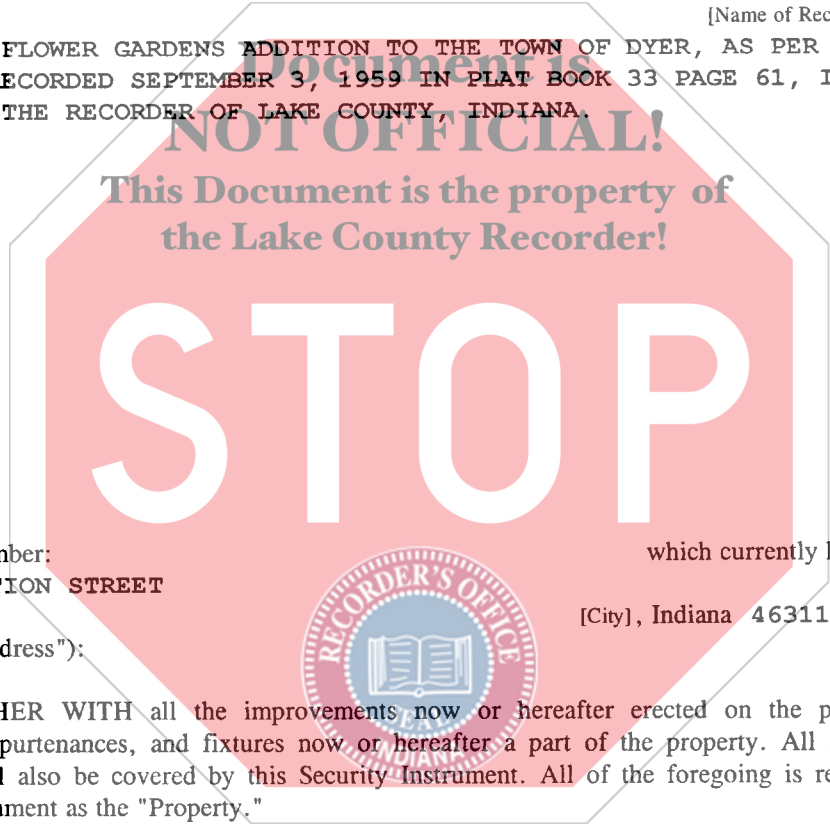 [Name of Rec
FLOWER GARDENS ADDITION TO THE TOWN OF DYER, AS PER
ECORDED SEPTEMBER 3, 1959 IN PLAT BOOK 33 PAGE 61, I
THE RECORDER OF LAKE COUNTY, INDIANA.
Document is
NOT OFFICIAL!
This Document is the property of
the Lake County Recorder!
STOP
nber:
which currently h
TION STREET
[City], Indiana 46311
dress"):
RECORDER'S OFFICE
SEAL
INDIANA
HER WITH all the improvements now or hereafter erected on the p
purtenances, and fixtures now or hereafter a part of the property. All
l also be covered by this Security Instrument. All of the foregoing is re
ument as the "Property."